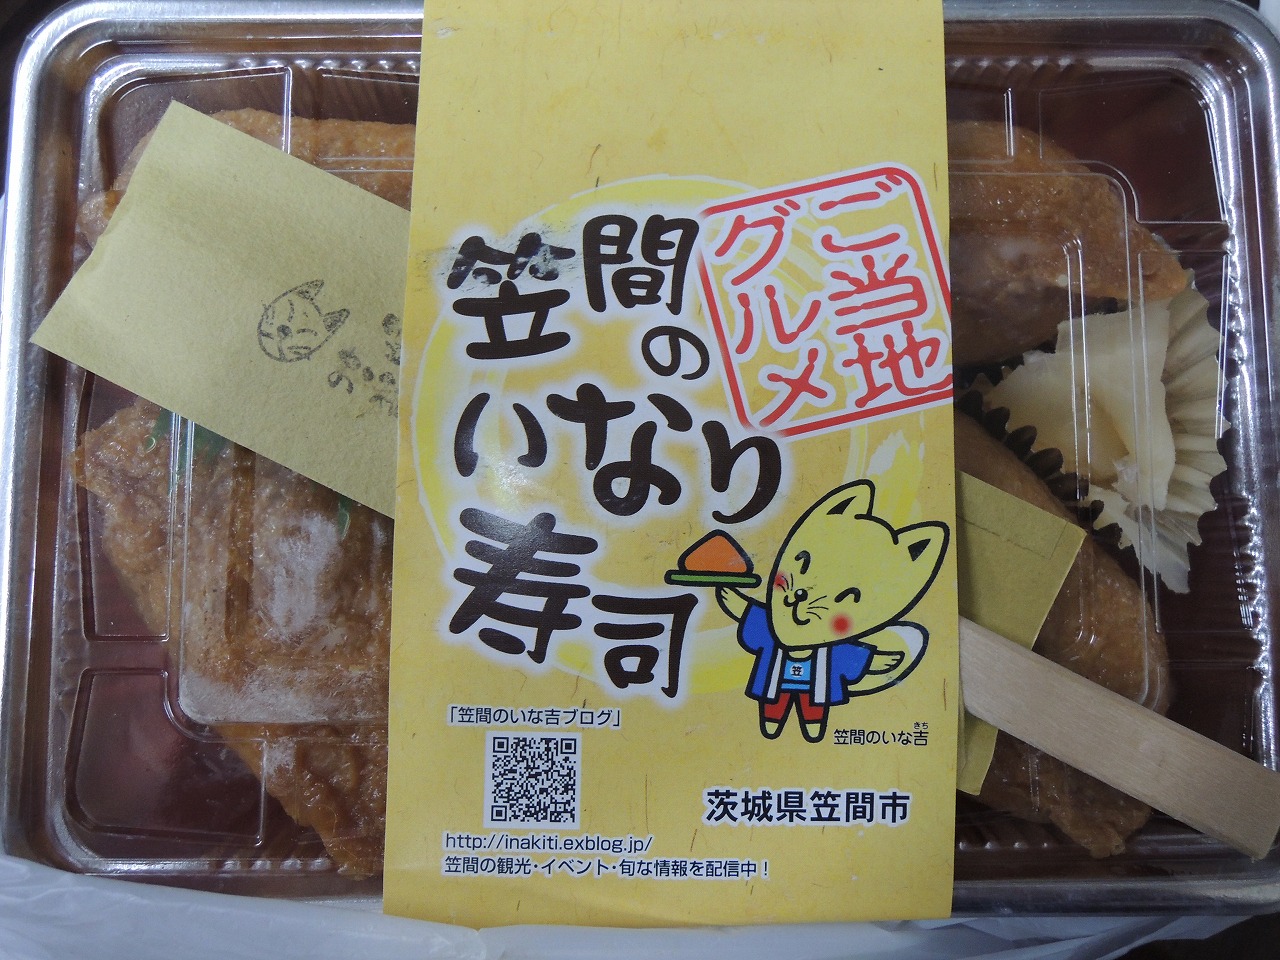 ご当地
グルメ
笠間の
いなり
寿司
笠
笠間のいな吉
きち
「笠間のいな吉ブログ」
茨城県笠間市
http://inakiti.exblog.jp/
笠間の観光・イベント・旬な情報を配信中！